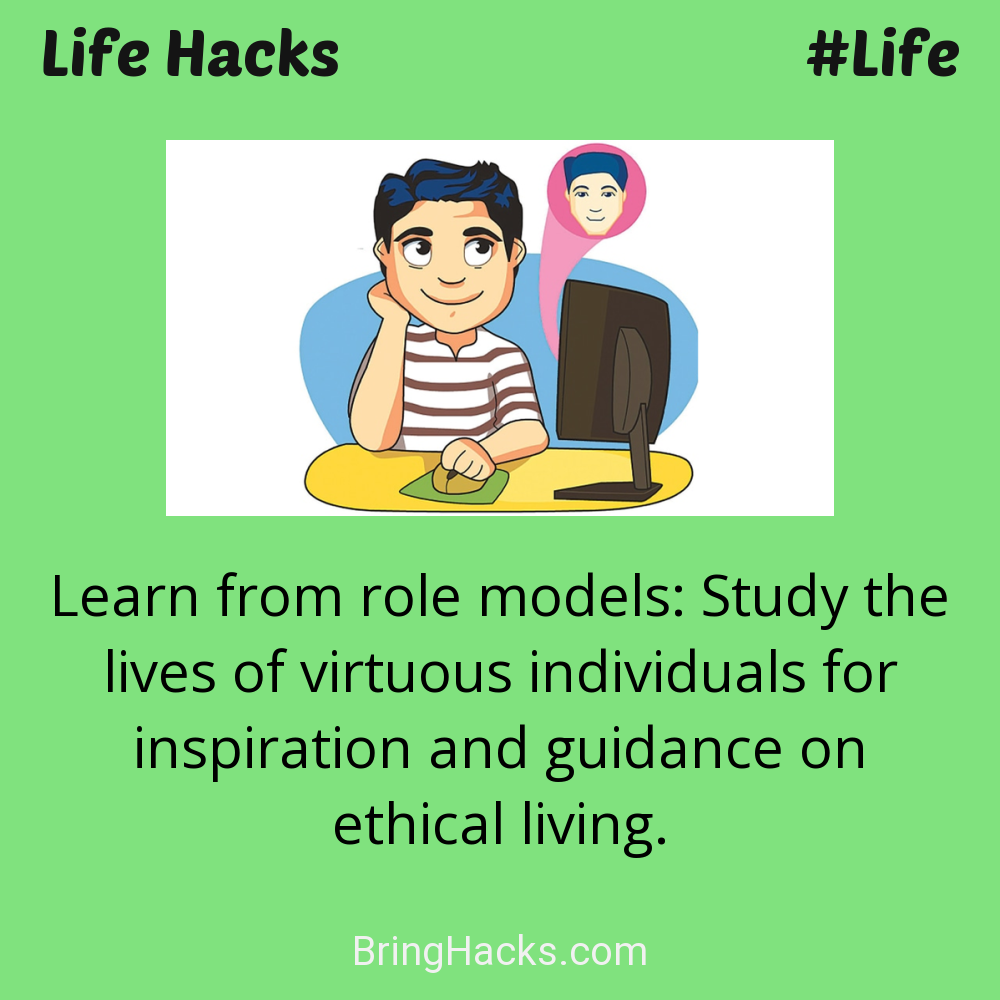 Life Hacks
#Life
Learn from role models: Study the
lives of virtuous individuals for
inspiration and guidance on
ethical living.
BringHacks.com